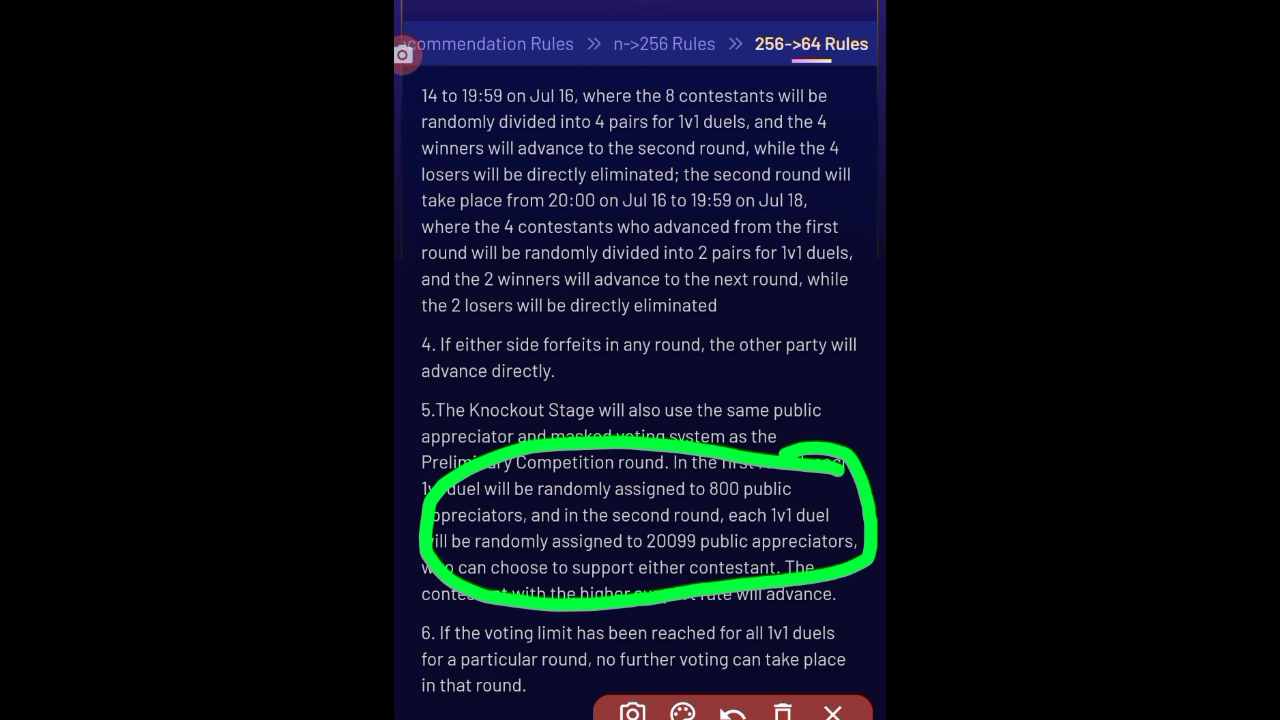 commendation Rules >> n->256 Rules >> 256->64 Rules
14 to 19:59 on Jul 16, where the 8 contestants will be
randomly divided into 4 pairs for 1v1 duels, and the 4
winners will advance to the second round, while the 4
losers will be directly eliminated; the second round will
take place from 20:00 on Jul 16 to 19:59 on Jul 18,
where the 4 contestants who advanced from the first
round will be randomly divided into 2 pairs for 1v1 duels,
and the 2 winners will advance to the next round, while
the 2 losers will be directly eliminated
4. If either side forfeits in any round, the other party will
advance directly.
5.The Knockout Stage will also use the same public
appreciator and masked voting system as the
Preliminary Competition round. In the first
1v1 duel will be randomly assigned to 800 public
appreciators, and in the second round, each 1v1 duel
will be randomly assigned to 20099 public appreciators,
who can choose to support either contestant. The
contestant with the higher support rate will advance.
6. If the voting limit has been reached for all 1v1 duels
for a particular round, no further voting can take place
in that round.